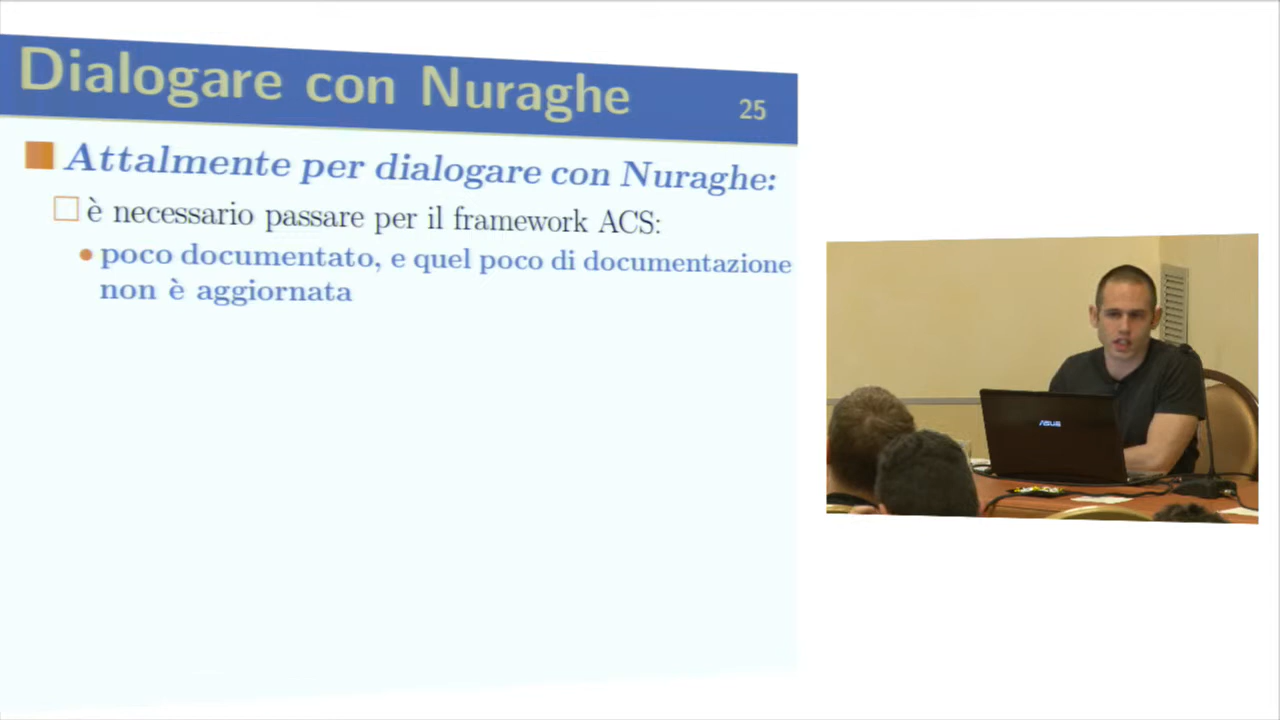 Dialogare con Nuraghe
25
Attalmente per dialogare con Nuraghe:
è necessario passare per il framework ACS:
poco documentato, e quel poco di documentazione
non è aggiornata
ASUS